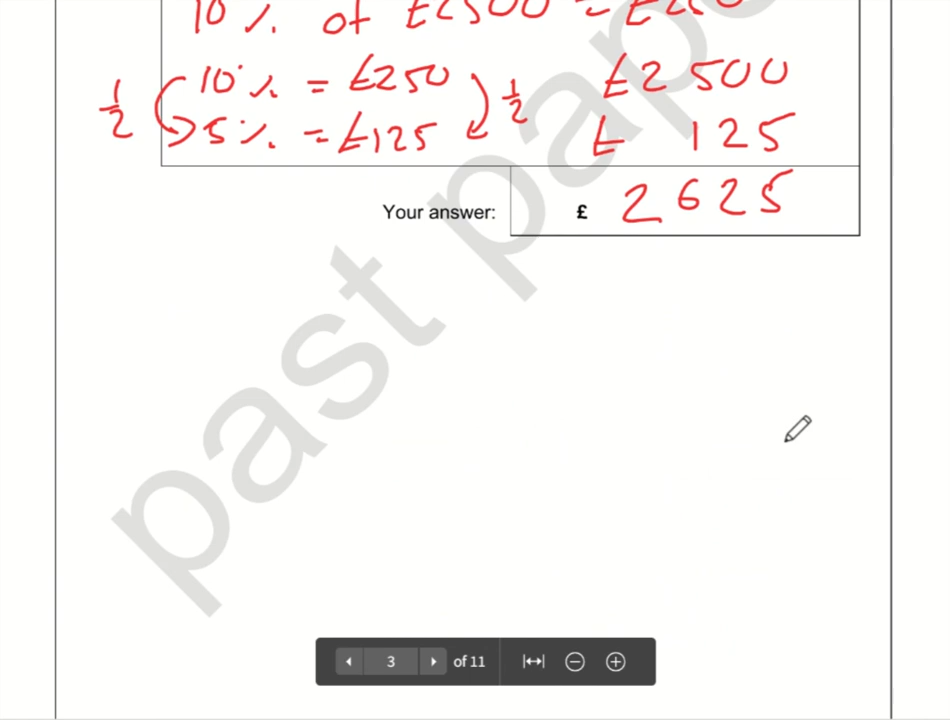 10% of £2500 = £250
1/2 10% = £250 1/2 £2500
5% = £125 £ 125
Your answer: £ 2625
past pape
3 of 11